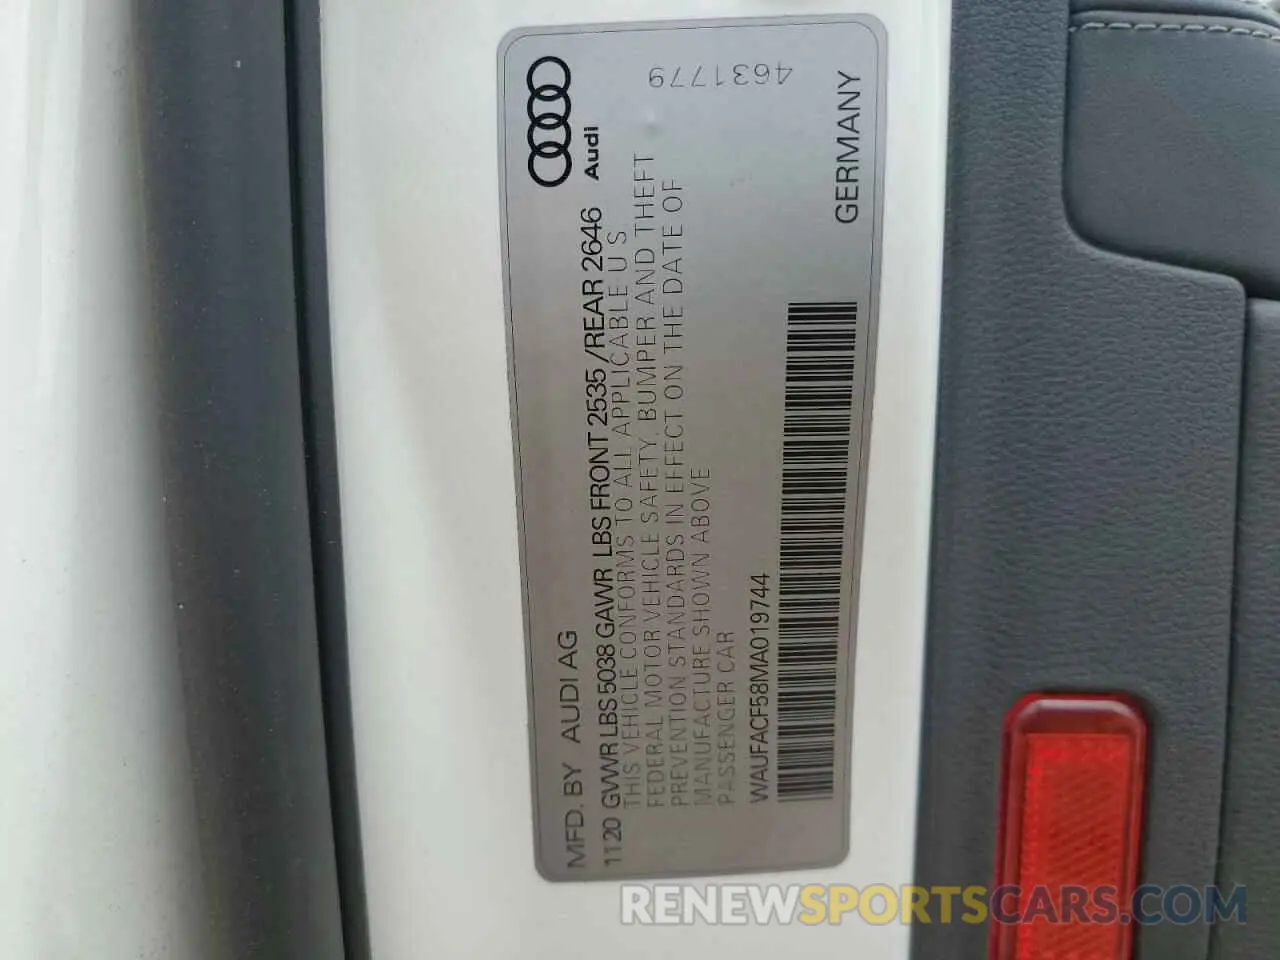 4631779
Audi
MFD. BY AUDI AG
1120 GVWR LBS 5038 GAWR LBS FRONT 2535 /REAR 2646
THIS VEHICLE CONFORMS TO ALL APPLICABLE U S
FEDERAL MOTOR VEHICLE SAFETY, BUMPER AND THEFT
PREVENTION STANDARDS IN EFFECT ON THE DATE OF
MANUFACTURE SHOWN ABOVE
PASSENGER CAR
WAUFACF58MA019744
GERMANY
RENEWSPORTSCARS.COM